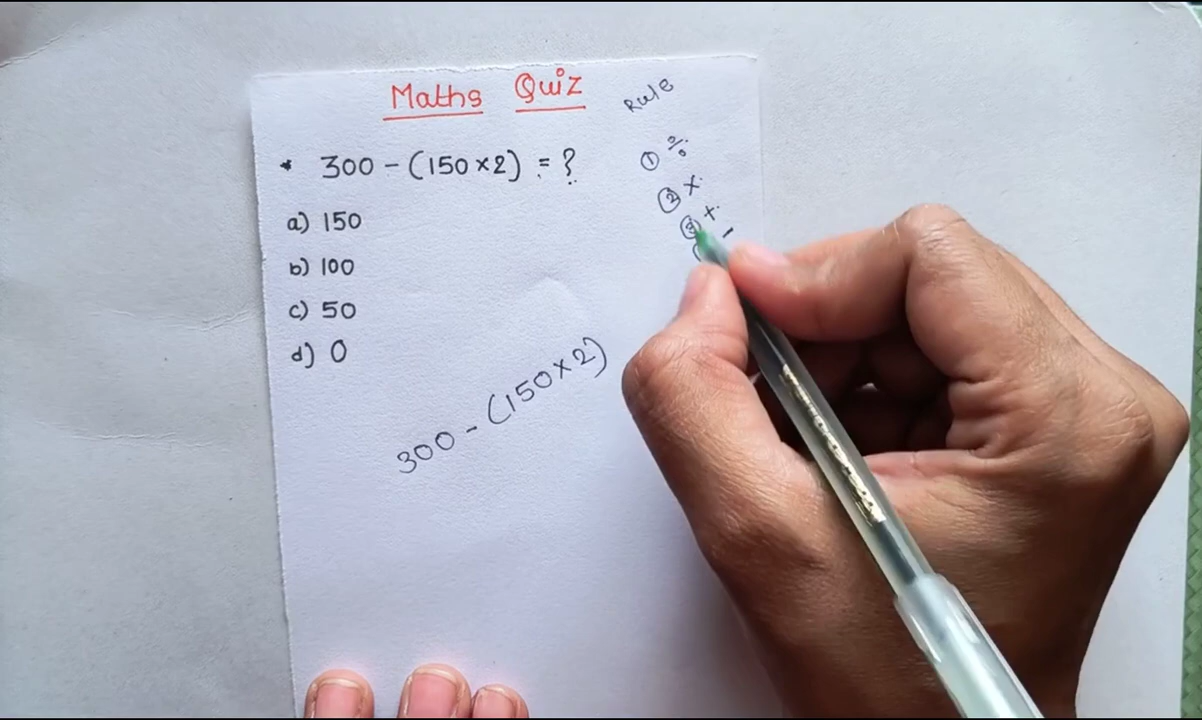 Maths Quiz
* 300 - (150 × 2) = ?
a) 150
b) 100
c) 50
d) 0
300 - (150 × 2)
Rule
① ÷
② ×
③ +
-